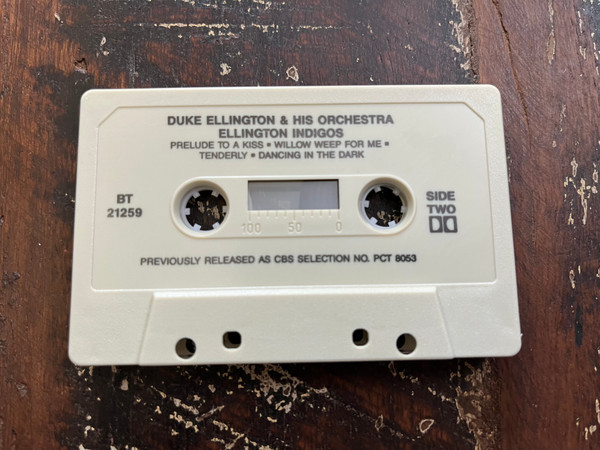 DUKE ELLINGTON & HIS ORCHESTRA
ELLINGTON INDIGOS
PRELUDE TO A KISS • WILLOW WEEP FOR ME •
TENDERLY • DANCING IN THE DARK
BT
21259
SIDE
TWO
100 50 0
PREVIOUSLY RELEASED AS CBS SELECTION NO. PCT 8053